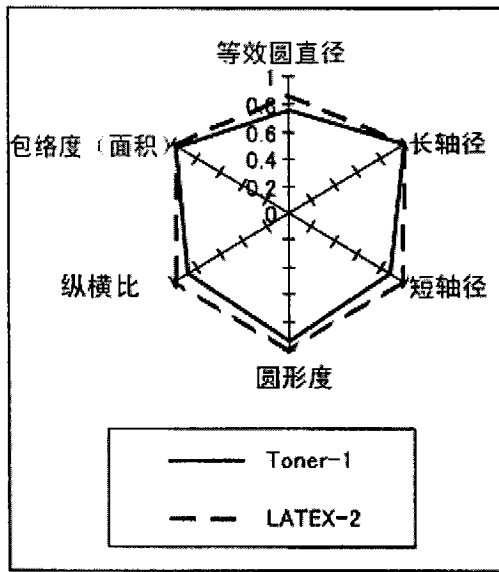 等效圆直径
1
0.8
包络度（面积）
0.6
长轴径
0.4
0.2
0
纵横比
短轴径
圆形度
Toner-1
LATEX-2